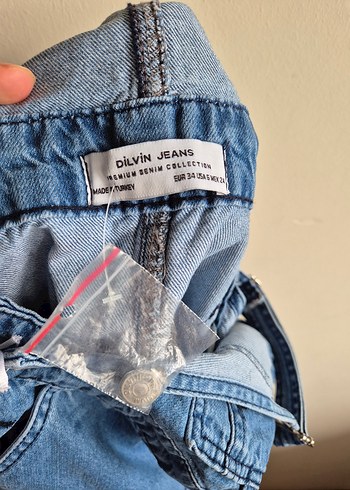 DİLVİN JEANS
PREMIUM DENIM COLLECTION
MADE IN TURKEY EUR 34 USA 6 MEX 24